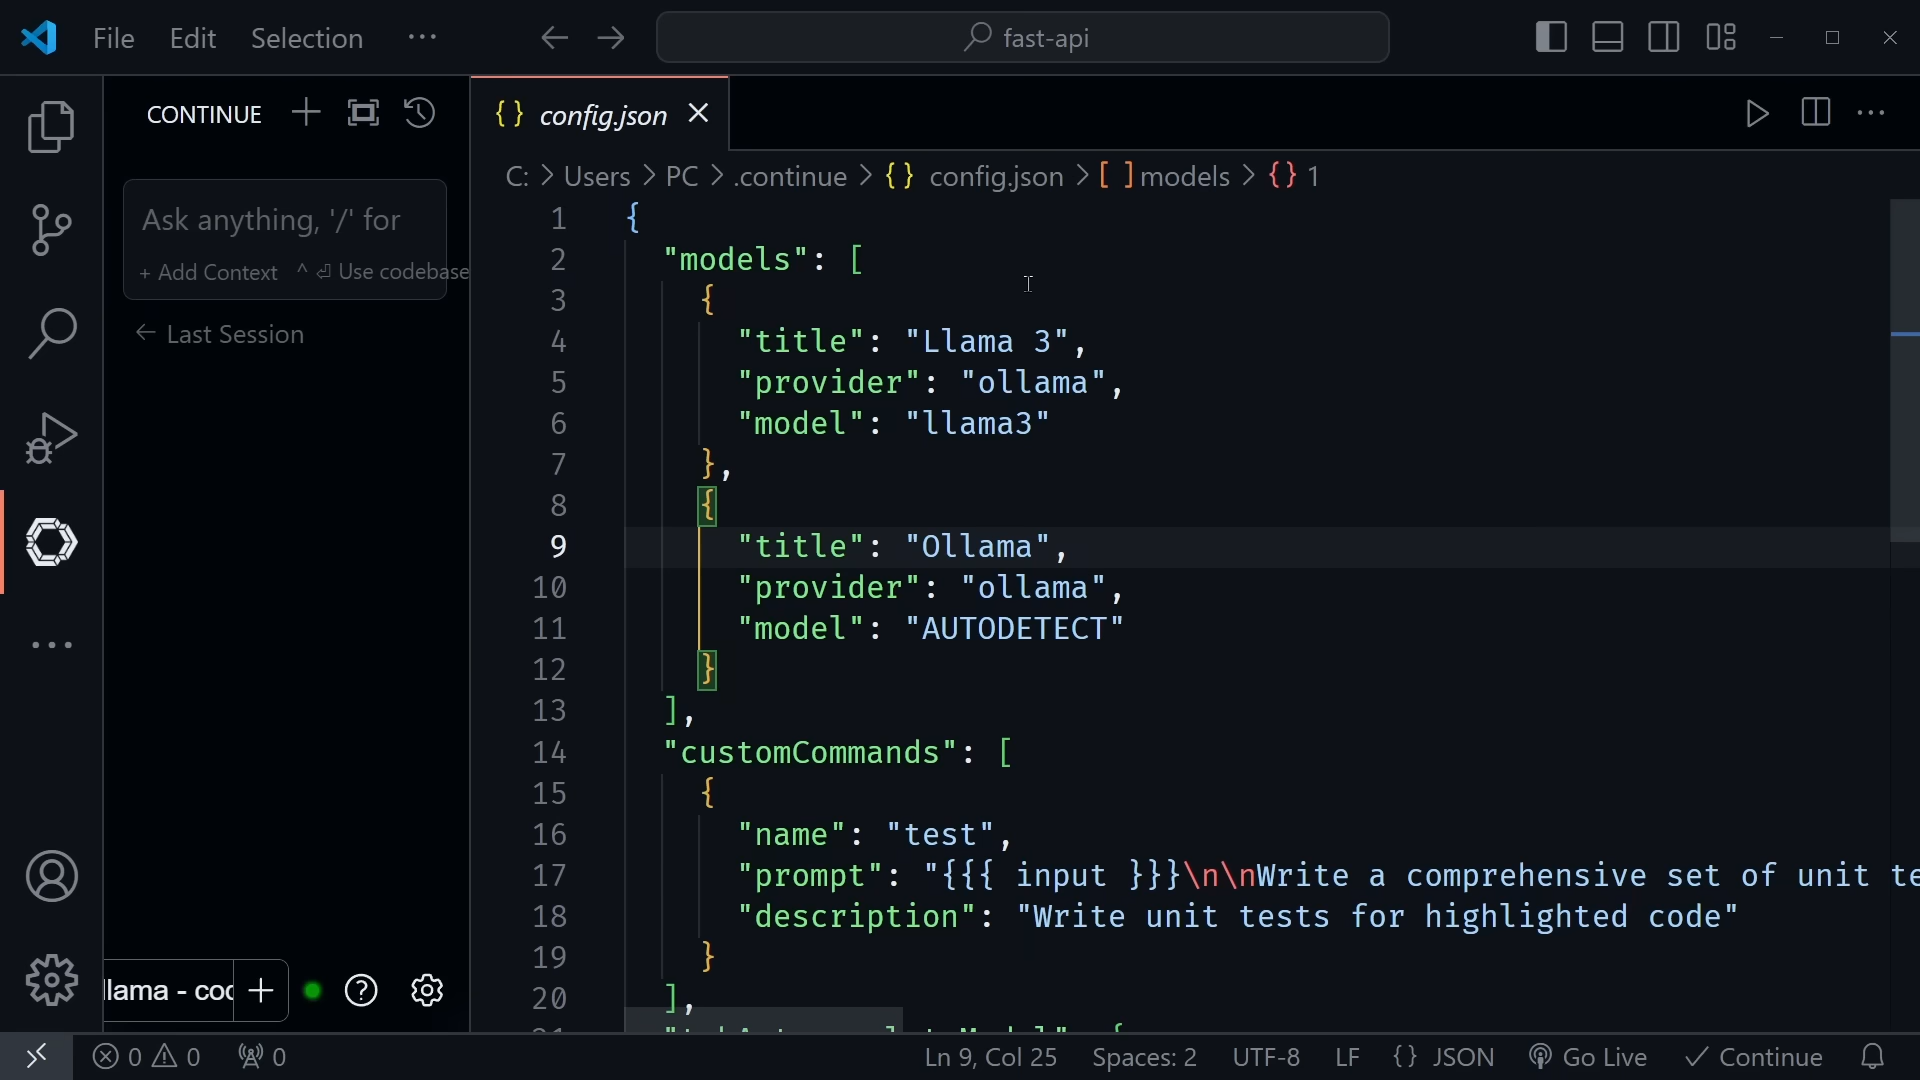 File Edit Selection ···
fast-api
CONTINUE
config.json
C: > Users > PC > .continue > {} config.json > [ ] models > {} 1
Ask anything, '/' for
+ Add Context ^ ⏎ Use codebase
← Last Session
1 {
2 "models": [
3 {
4 "title": "Llama 3",
5 "provider": "ollama",
6 "model": "llama3"
7 },
8 {
9 "title": "Ollama",
10 "provider": "ollama",
11 "model": "AUTODETECT"
12 }
13 ],
14 "customCommands": [
15 {
16 "name": "test",
17 "prompt": "{{{ input }}}\n\nWrite a comprehensive set of unit te
18 "description": "Write unit tests for highlighted code"
19 }
20 ],
llama - coc
0 0 0
Ln 9, Col 25 Spaces: 2 UTF-8 LF {} JSON Go Live ✓ Continue